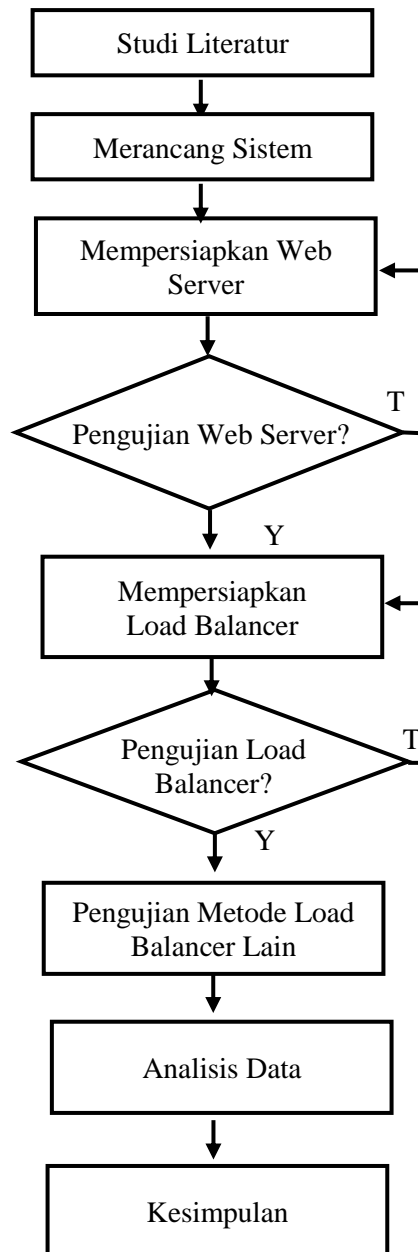 Studi Literatur
Merancang Sistem
Mempersiapkan Web
Server
T
Pengujian Web Server?
Y
Mempersiapkan
Load Balancer
T
Pengujian Load
Balancer?
Y
Pengujian Metode Load
Balancer Lain
Analisis Data
Kesimpulan